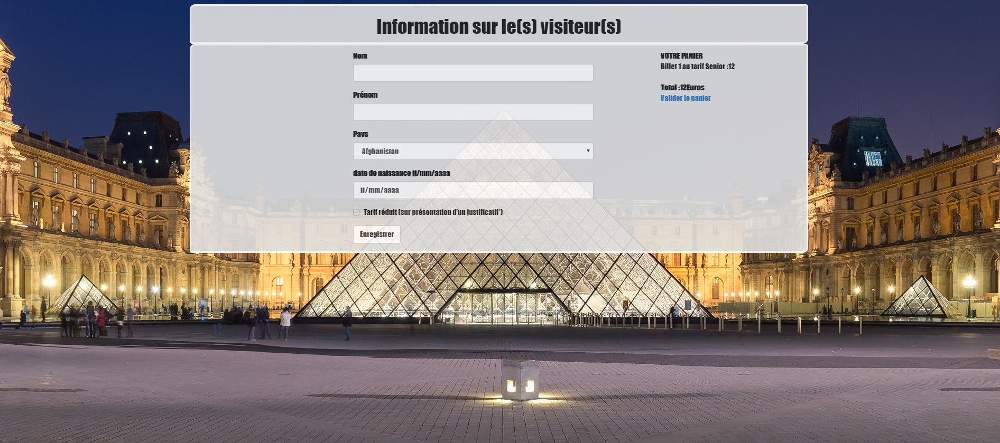 Information sur le(s) visiteur(s)
Nom
Prénom
Pays
Afghanistan
date de naissance jj/mm/aaaa
jj/mm/aaaa
Tarif réduit (sur présentation d'un justificatif*)
Enregistrer
VOTRE PANIER
Billet 1 au tarif Senior :12
Total :12Euros
Valider le panier